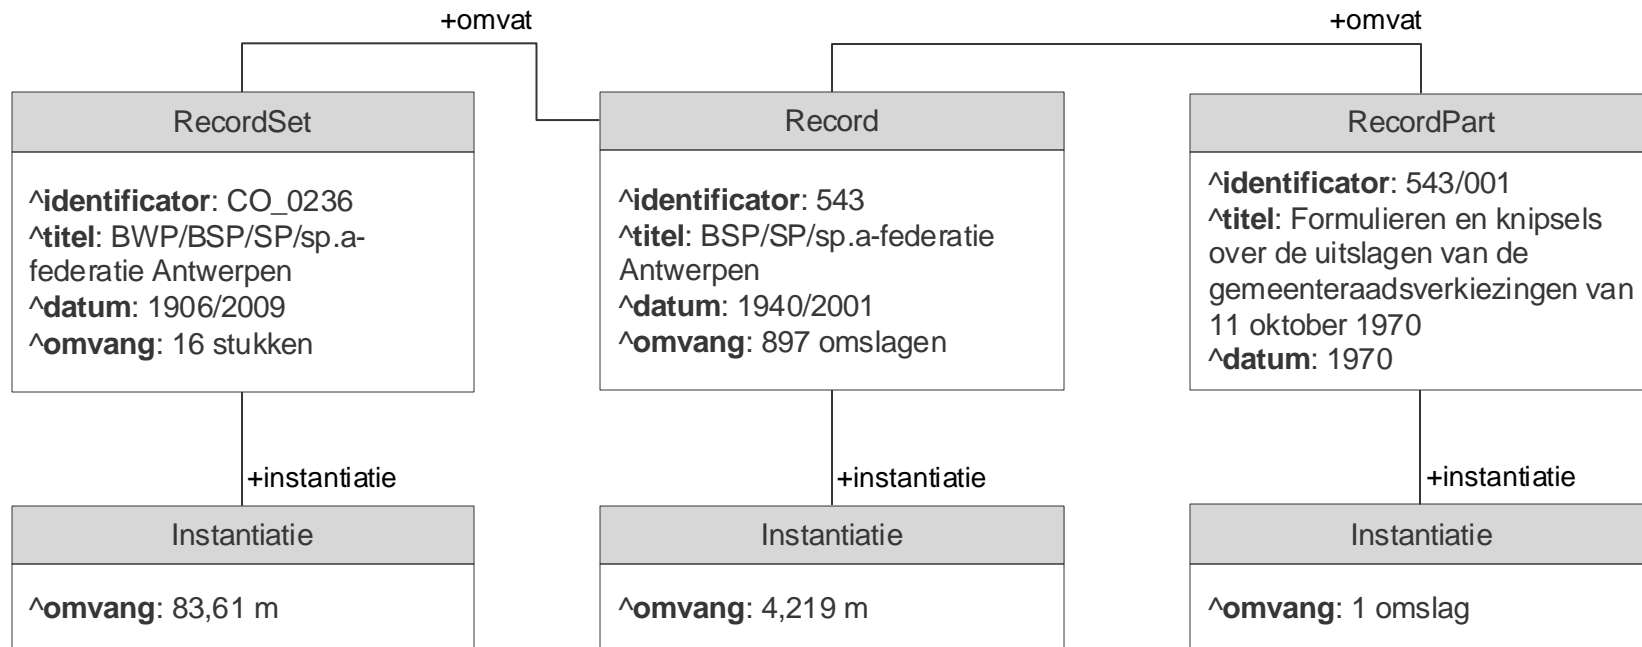 +omvat
+omvat
RecordSet
^identificator: CO_0236
^titel: BWP/BSP/SP/sp.a-
federatie Antwerpen
^datum: 1906/2009
^omvang: 16 stukken
Record
^identificator: 543
^titel: BSP/SP/sp.a-federatie
Antwerpen
^datum: 1940/2001
^omvang: 897 omslagen
RecordPart
^identificator: 543/001
^titel: Formulieren en knipsels
over de uitslagen van de
gemeenteraadsverkiezingen van
11 oktober 1970
^datum: 1970
+instantiatie
+instantiatie
+instantiatie
Instantiatie
^omvang: 83,61 m
Instantiatie
^omvang: 4,219 m
Instantiatie
^omvang: 1 omslag